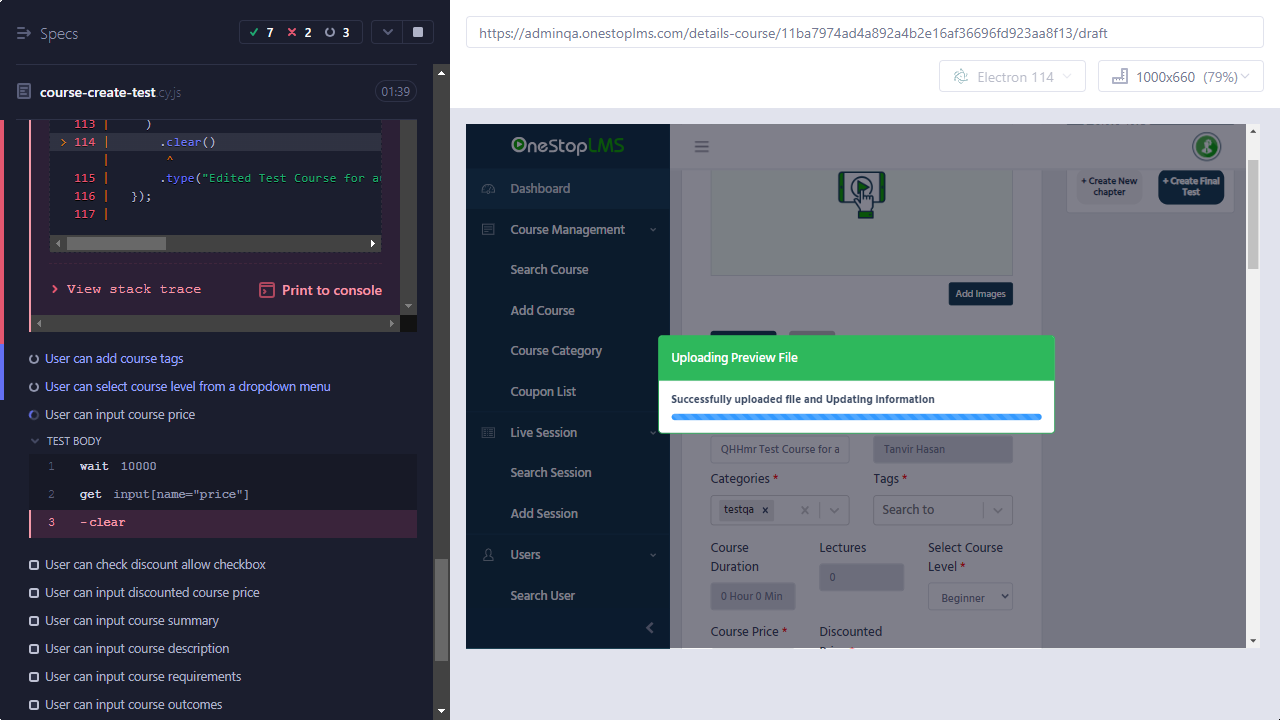 Specs
7 2 3
course-create-test.cy.js
01:39
113 | )
> 114 | .clear()
| ^
115 | .type("Edited Test Course for a
116 | });
117 |
View stack trace
Print to console
User can add course tags
User can select course level from a dropdown menu
User can input course price
TEST BODY
1 wait 10000
2 get input[name="price"]
3 -clear
User can check discount allow checkbox
User can input discounted course price
User can input course summary
User can input course description
User can input course requirements
User can input course outcomes
https://adminqa.onestoplms.com/details-course/11ba7974ad4a892a4b2e16af36696fd923aa8f13/draft
Electron 114
1000x660 (79%)
OneStopLMS
Dashboard
Course Management
Search Course
Add Course
Course Category
Coupon List
Live Session
Search Session
Add Session
Users
Search User
+ Create New chapter
+ Create Final Test
Add Images
Uploading Preview File
Successfully uploaded file and Updating Information
QHHmr Test Course for a
Tanvir Hasan
Categories *
Tags *
testqa x
Search to
Course Duration
Lectures
Select Course Level *
0 Hour 0 Min
0
Beginner
Course Price *
Discounted